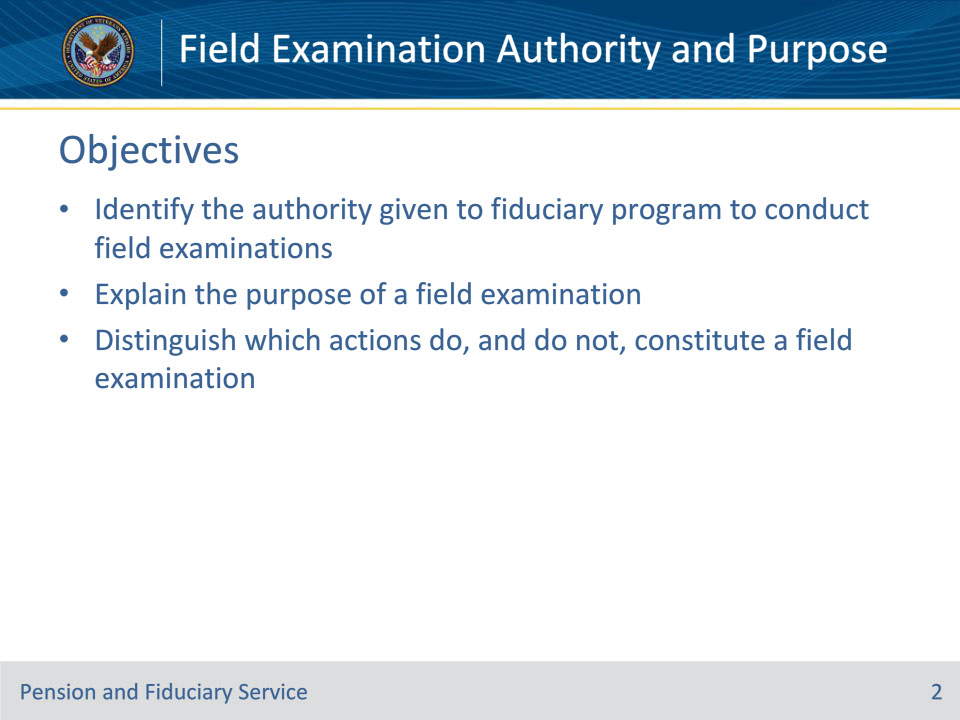 Field Examination Authority and Purpose
Objectives
• Identify the authority given to fiduciary program to conduct
field examinations
• Explain the purpose of a field examination
• Distinguish which actions do, and do not, constitute a field
examination
Pension and Fiduciary Service
2